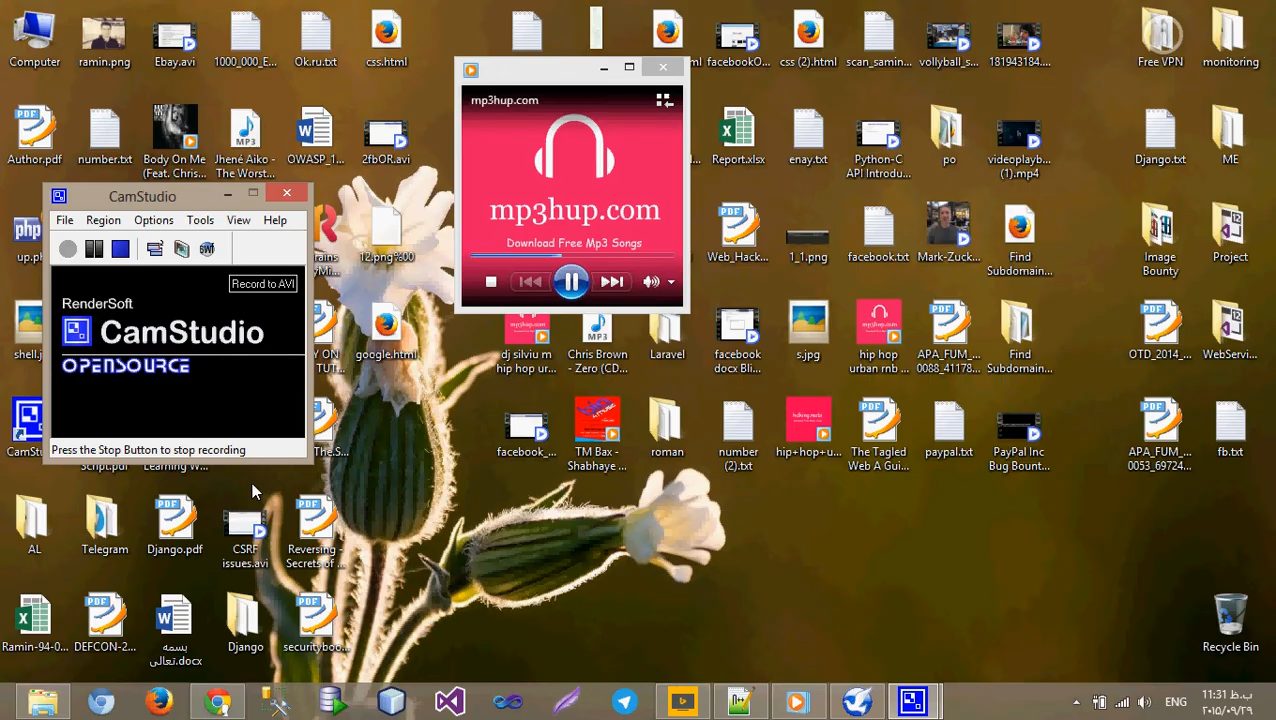 Computer
ramin.png
Ebay.avi
1000_000_E...
Ok.ru.txt
css.html
facebookO...
css (2).html
scan_samin...
vollyball_s...
181943184....
Free VPN
monitoring
Author.pdf
number.txt
Body On Me
(Feat. Chris...
Jhené Aiko -
The Worst...
OWASP_1...
2fbOR.avi
mp3hup.com
mp3hup.com
Download Free Mp3 Songs
Report.xlsx
enay.txt
Python-C
API Introdu...
po
videoplayb...
(1).mp4
Django.txt
ME
CamStudio
File
Region
Options
Tools
View
Help
Record to AVI
RenderSoft
CamStudio
OPENSOURCE
Press the Stop Button to stop recording
php
12.png%00
Web_Hack...
1_1.png
facebook.txt
Mark-Zuck...
Find
Subdomain...
Image
Bounty
Project
google.html
dj silviu m
hip hop ur...
Chris Brown
- Zero (CD...
Laravel
facebook
docx Bli...
s.jpg
hip hop
urban rnb ...
APA_FUM_...
0088_41178...
Find
Subdomain...
OTD_2014_...
WebServi...
facebook_...
TM Bax -
Shabhaye ...
roman
number
(2).txt
hip+hop+u...
The Tagled
Web A Gui...
paypal.txt
PayPal Inc
Bug Bount...
APA_FUM_...
0053_69724...
fb.txt
AL
Telegram
Django.pdf
CSRF
issues.avi
Reversing -
Secrets of ...
Ramin-94-0...
DEFCON-2...
بسمه
تعالی.docx
Django
securityboo...
Recycle Bin
11:31 ب.ظ
۲۰۱۵/۰۹/۲۹